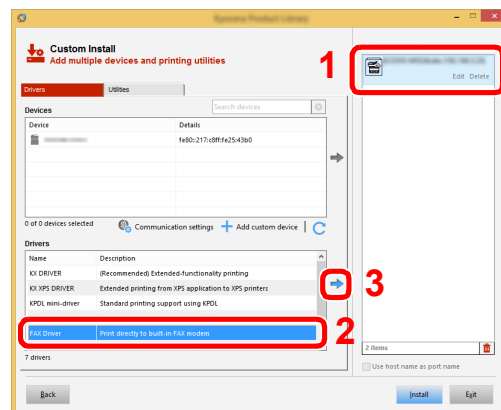 Kyocera Product Library
Custom Install
Add multiple devices and printing utilities
1
Edit Delete
Drivers
Utilities
Devices
Search devices
Device
Details
fe80::217:c8ff:fe25:43b0
0 of 0 devices selected
Communication settings
Add custom device
Drivers
Name
Description
KX DRIVER
(Recommended) Extended-functionality printing
KX XPS DRIVER
Extended printing from XPS application to XPS printers
3
KPDL mini-driver
Standard printing support using KPDL
FAX Driver
Print directly to built-in FAX modem
2
7 drivers
2 items
Use host name as port name
Back
Install
Exit